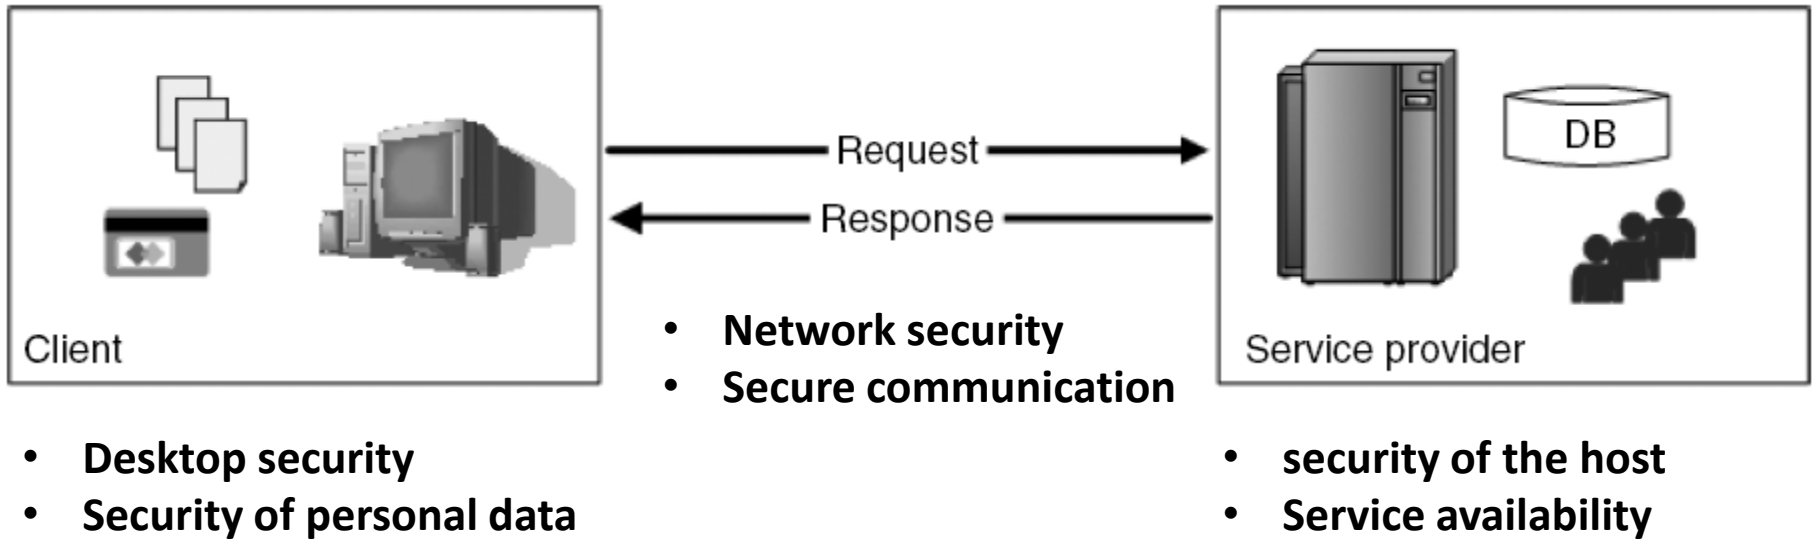 Request
DB
Response
Client
Service provider
• Network security
• Secure communication
• Desktop security
• Security of personal data
• security of the host
• Service availability